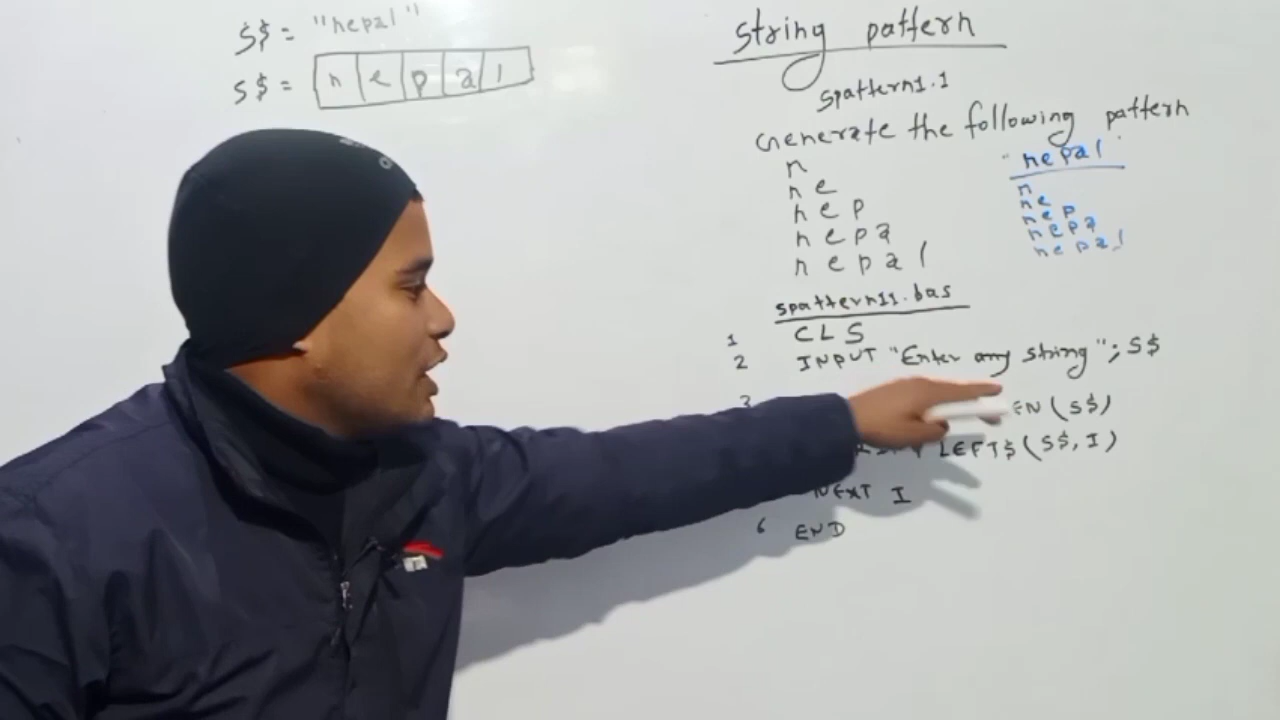 S$ = "nepal"
S$ = n e p a l
string pattern
spattern1.1
Generate the following pattern
n
n e
n e p
n e p a
n e p a l
"nepal"
n
ne
nep
nepa
nepal
spattern11.bas
1 CLS
2 INPUT "Enter any string"; S$
3 EN(S$)
LEFT$(S$, I)
NEXT I
6 END